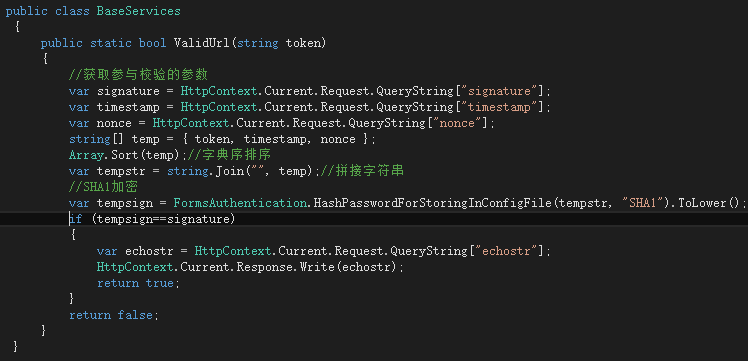 public class BaseServices
{
public static bool ValidUrl(string token)
{
//获取参与校验的参数
var signature = HttpContext.Current.Request.QueryString["signature"];
var timestamp = HttpContext.Current.Request.QueryString["timestamp"];
var nonce = HttpContext.Current.Request.QueryString["nonce"];
string[] temp = { token, timestamp, nonce };
Array.Sort(temp);//字典序排序
var tempstr = string.Join("", temp);//拼接字符串
//SHA1加密
var tempsign = FormsAuthentication.HashPasswordForStoringInConfigFile(tempstr, "SHA1").ToLower();
if (tempsign==signature)
{
var echostr = HttpContext.Current.Request.QueryString["echostr"];
HttpContext.Current.Response.Write(echostr);
return true;
}
return false;
}
}